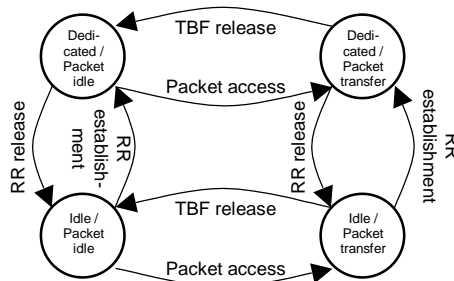 TBF release
Dedi-
cated /
Packet
idle
Dedi-
cated /
Packet
transfer
Packet access
RR release
RR
establish-
ment
RR release
RR
establishment
Idle /
Packet
idle
TBF release
Idle /
Packet
transfer
Packet access